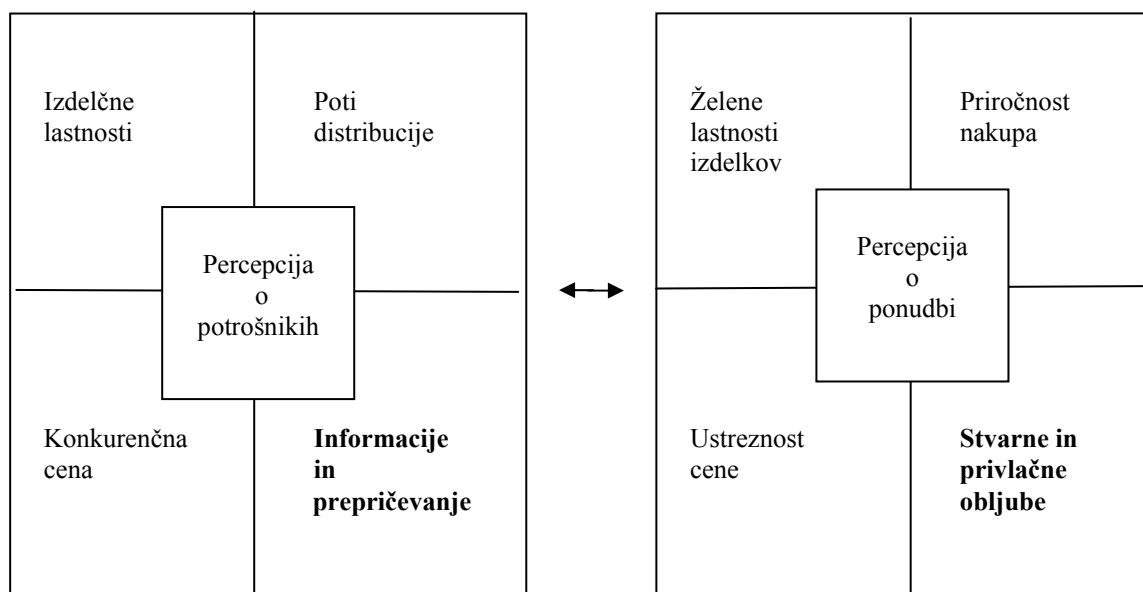 Izdelčne
lastnosti
Poti
distribucije
Percepcija
o
potrošnikih
Konkurenčna
cena
Informacije
in
prepričevanje
Želene
lastnosti
izdelkov
Priročnost
nakupa
Percepcija
o
ponudbi
Ustreznost
cene
Stvarne in
privlačne
obljube